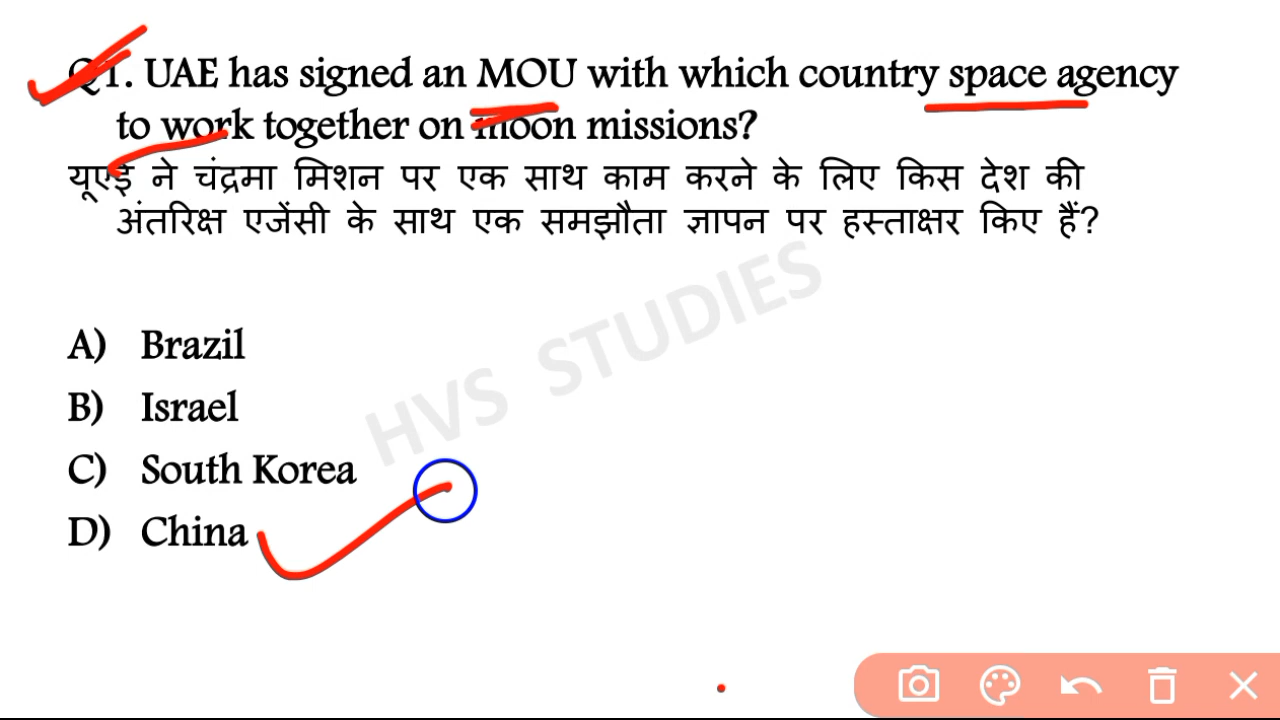 Q1. UAE has signed an MOU with which country space agency
to work together on moon missions?
यूएई ने चंद्रमा मिशन पर एक साथ काम करने के लिए किस देश की
अंतरिक्ष एजेंसी के साथ एक समझौता ज्ञापन पर हस्ताक्षर किए हैं?
HVS STUDIES
A) Brazil
B) Israel
C) South Korea
D) China